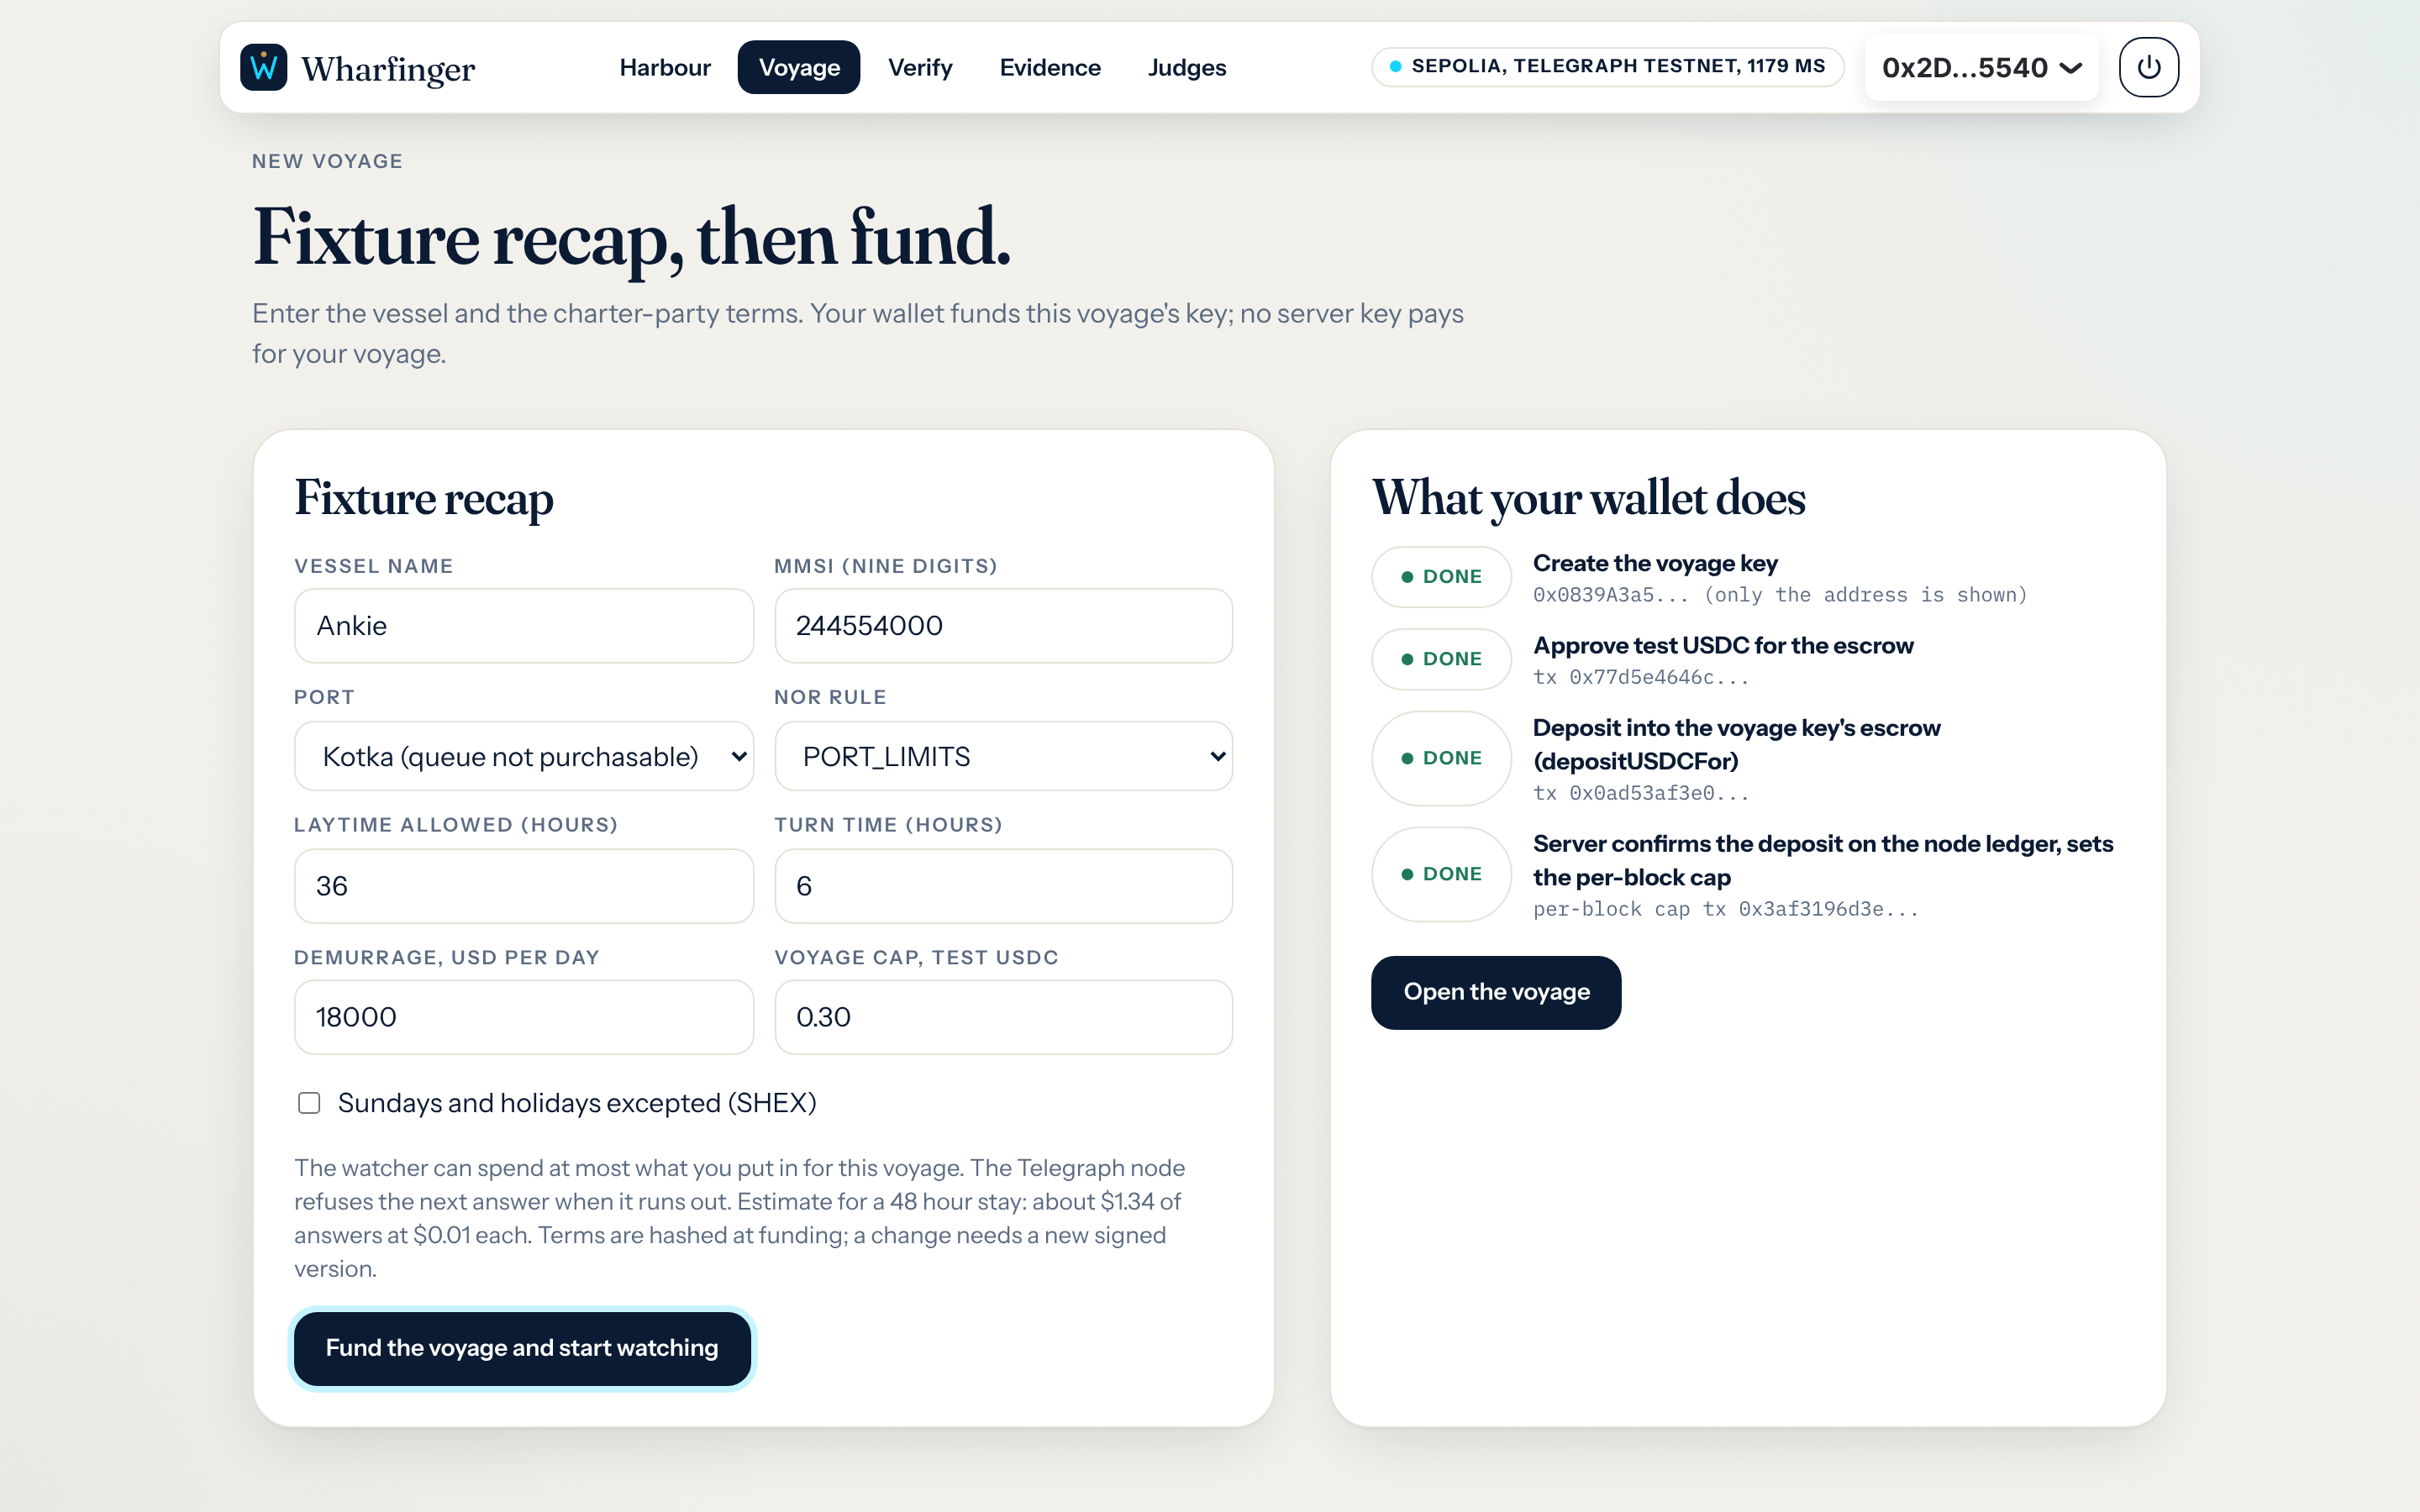 Wharfinger
Harbour
Voyage
Verify
Evidence
Judges
SEPOLIA, TELEGRAPH TESTNET, 1179 MS
0x2D...5540
NEW VOYAGE
Fixture recap, then fund.
Enter the vessel and the charter-party terms. Your wallet funds this voyage's key; no server key pays
for your voyage.
Fixture recap
VESSEL NAME
MMSI (NINE DIGITS)
Ankie
244554000
PORT
NOR RULE
Kotka (queue not purchasable)
PORT_LIMITS
LAYTIME ALLOWED (HOURS)
TURN TIME (HOURS)
36
6
DEMURRAGE, USD PER DAY
VOYAGE CAP, TEST USDC
18000
0.30
Sundays and holidays excepted (SHEX)
The watcher can spend at most what you put in for this voyage. The Telegraph node
refuses the next answer when it runs out. Estimate for a 48 hour stay: about $1.34 of
answers at $0.01 each. Terms are hashed at funding; a change needs a new signed
version.
Fund the voyage and start watching
What your wallet does
DONE
Create the voyage key
0x0839A3a5... (only the address is shown)
DONE
Approve test USDC for the escrow
tx 0x77d5e4646c...
DONE
Deposit into the voyage key's escrow
(depositUSDCFor)
tx 0x0ad53af3e0...
DONE
Server confirms the deposit on the node ledger, sets
the per-block cap
per-block cap tx 0x3af3196d3e...
Open the voyage